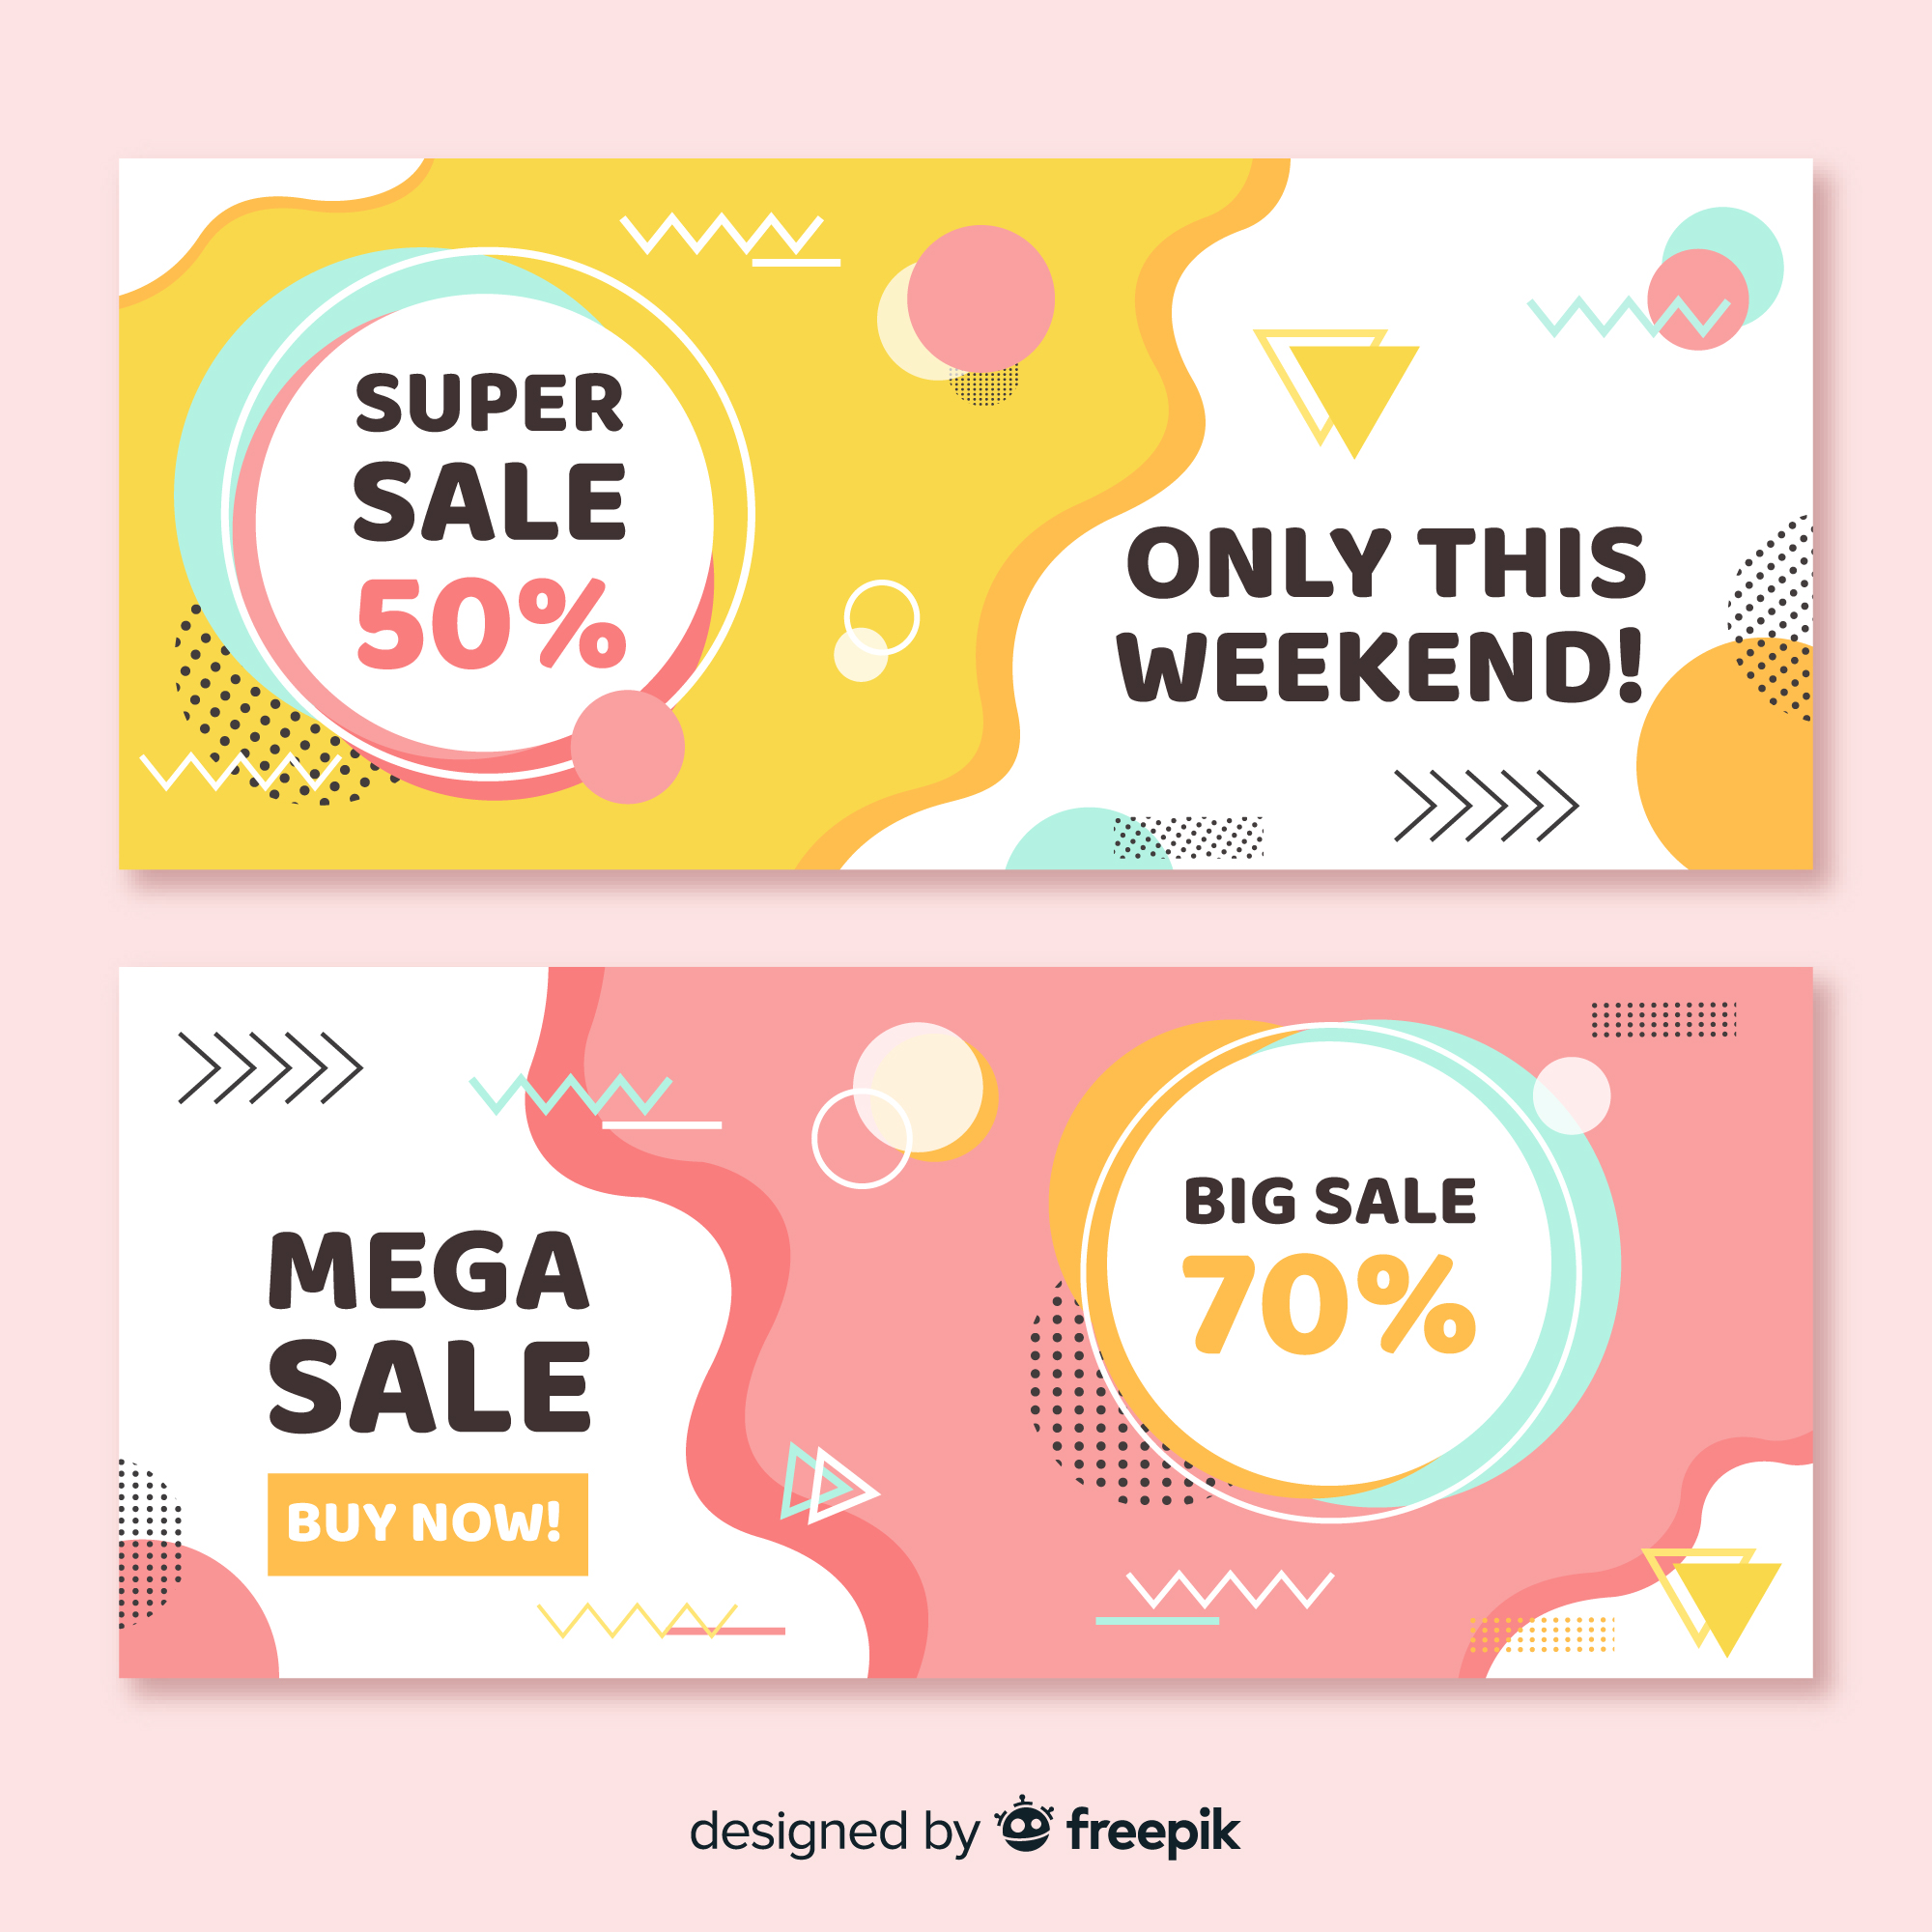 SUPER
SALE
50%
ONLY THIS
WEEKEND!
MEGA
SALE
BUY NOW!
BIG SALE
70%
designed by freepik